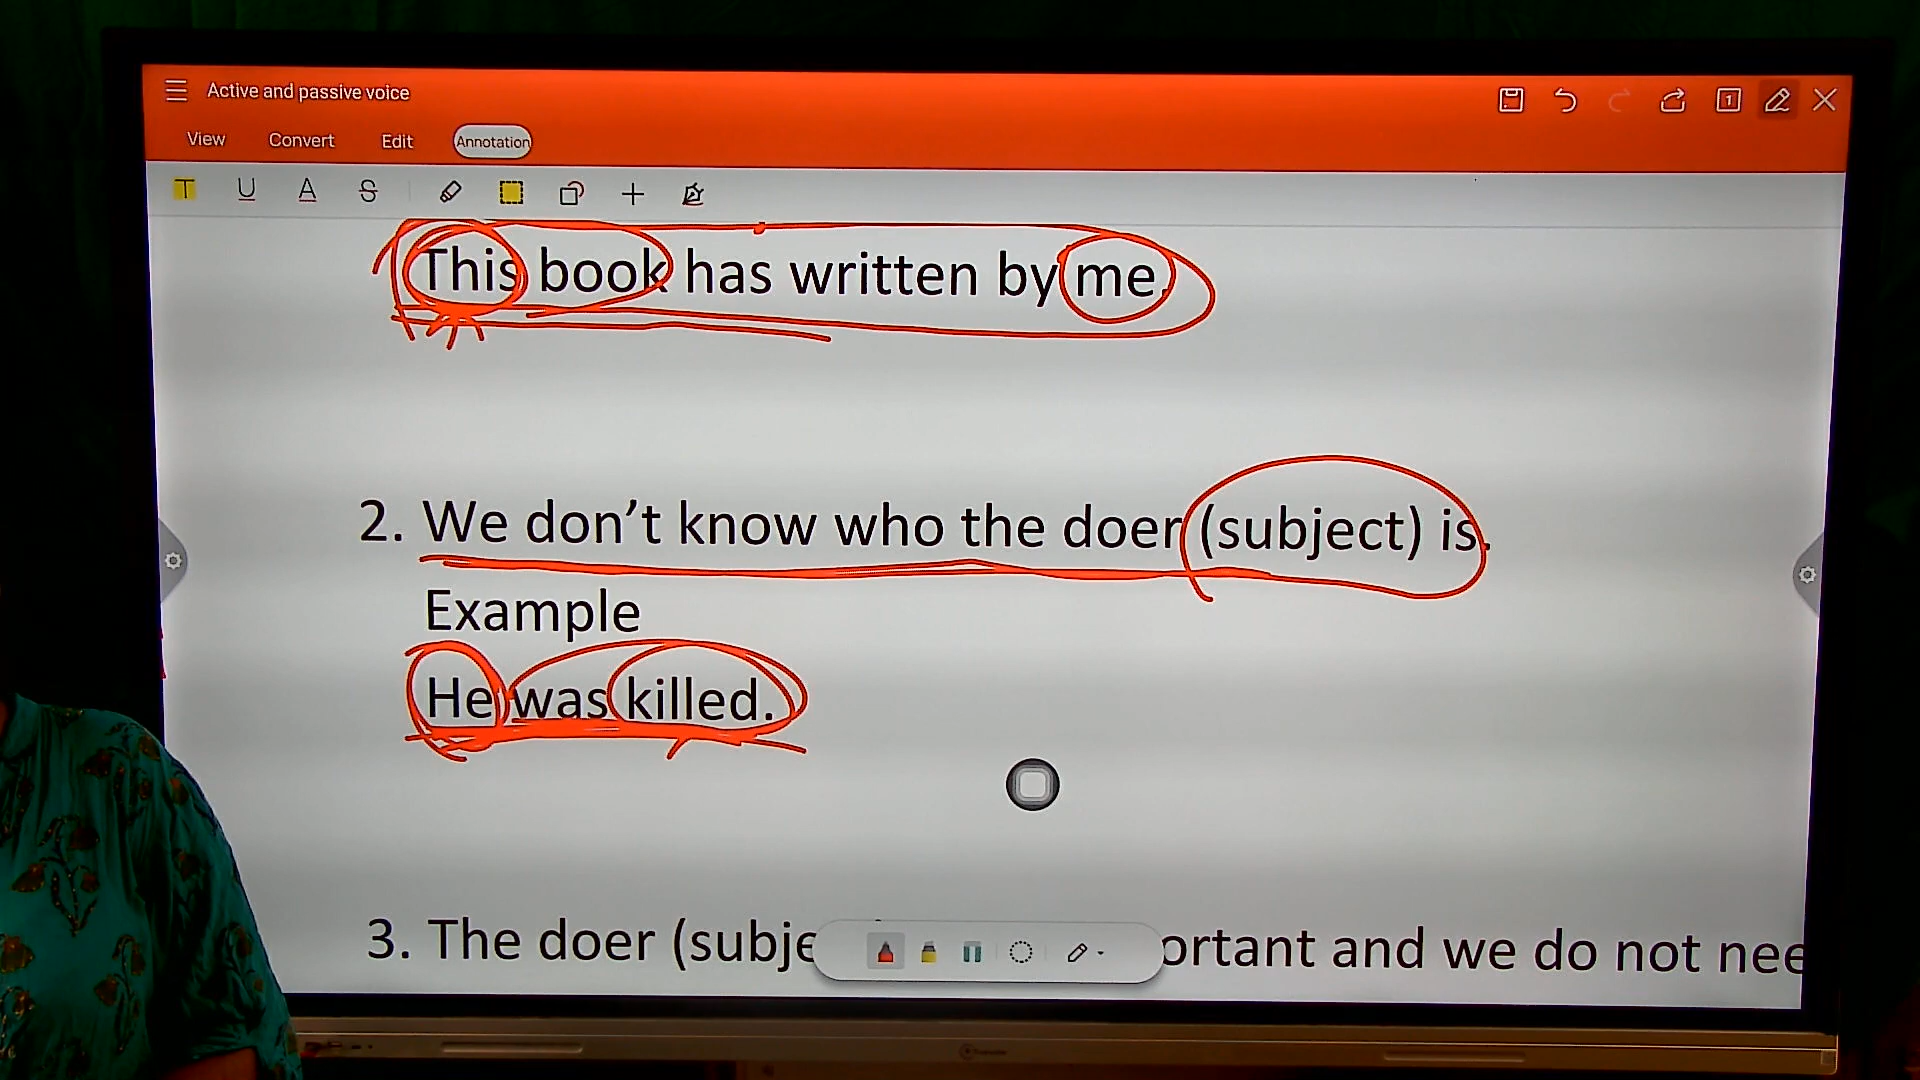 Active and passive voice
View Convert Edit Annotation
This book has written by me.
2. We don't know who the doer (subject) is.
Example
He was killed.
3. The doer (subje ortant and we do not nee